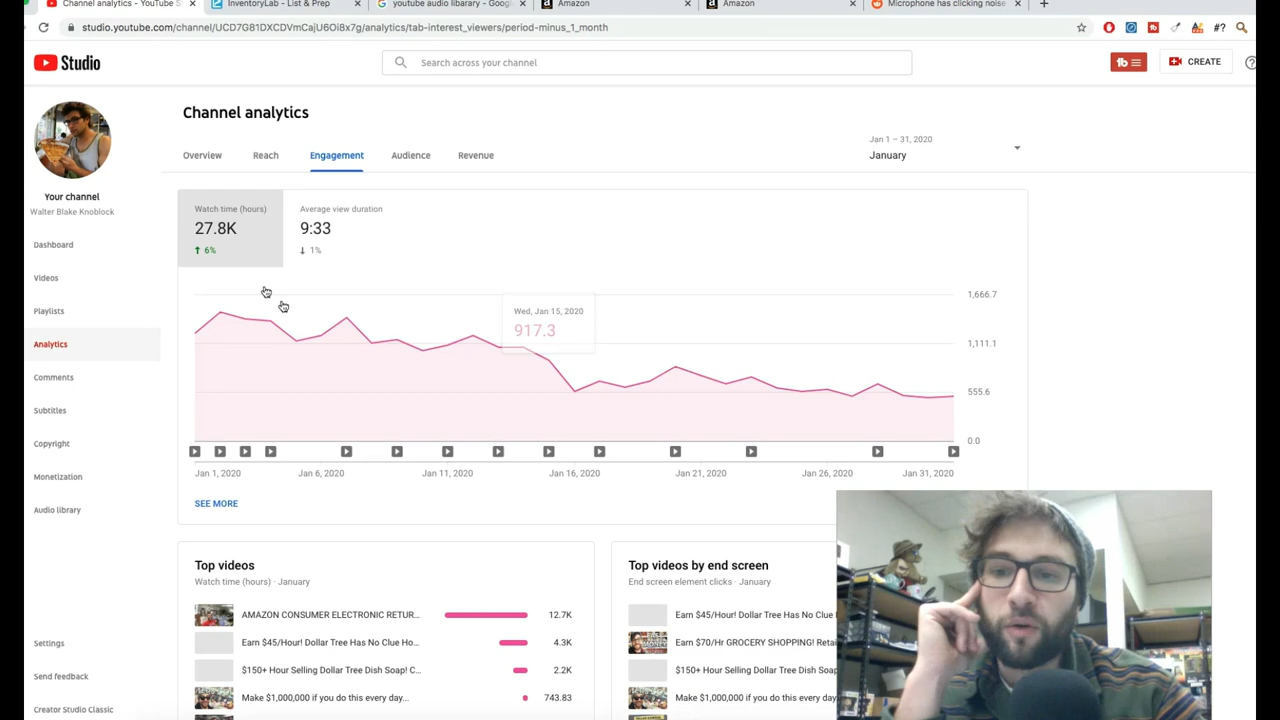 Channel analytics - YouTube S
InventoryLab - List & Prep
youtube audio libarary - Goog
Amazon
Amazon
Microphone has clicking noise
studio.youtube.com/channel/UCD7G81DXCDVmCajU6Oi8x7g/analytics/tab-interest_viewers/period-minus_1_month
Studio
Search across your channel
CREATE
Channel analytics
Overview
Reach
Engagement
Audience
Revenue
Jan 1 – 31, 2020
January
Your channel
Walter Blake Knoblock
Dashboard
Videos
Playlists
Analytics
Comments
Subtitles
Copyright
Monetization
Audio library
Settings
Send feedback
Creator Studio Classic
Watch time (hours)
27.8K
6%
Average view duration
9:33
1%
Wed, Jan 15, 2020
917.3
1,666.7
1,111.1
555.6
0.0
Jan 1, 2020
Jan 6, 2020
Jan 11, 2020
Jan 16, 2020
Jan 21, 2020
Jan 26, 2020
Jan 31, 2020
SEE MORE
Top videos
Watch time (hours) · January
AMAZON CONSUMER ELECTRONIC RETUR...
12.7K
Earn $45/Hour! Dollar Tree Has No Clue Ho...
4.3K
$150+ Hour Selling Dollar Tree Dish Soap! C...
2.2K
Make $1,000,000 if you do this every day...
743.83
Top videos by end screen
End screen element clicks · January
Earn $45/Hour! Dollar Tree Has No Clue
Earn $70/Hr GROCERY SHOPPING! Retai
$150+ Hour Selling Dollar Tree Dish Soap
Make $1,000,000 if you do this every day